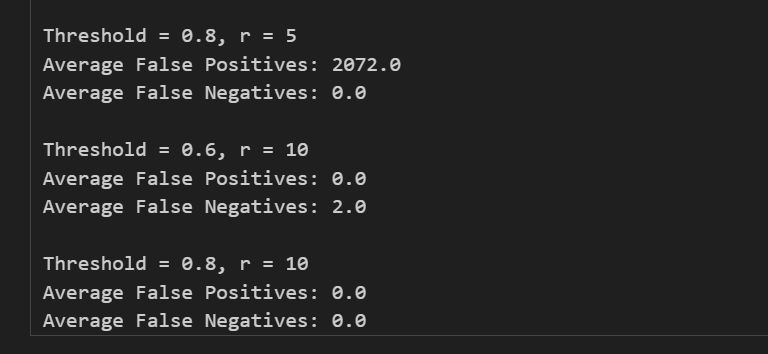 Threshold = 0.8, r = 5
Average False Positives: 2072.0
Average False Negatives: 0.0
Threshold = 0.6, r = 10
Average False Positives: 0.0
Average False Negatives: 2.0
Threshold = 0.8, r = 10
Average False Positives: 0.0
Average False Negatives: 0.0